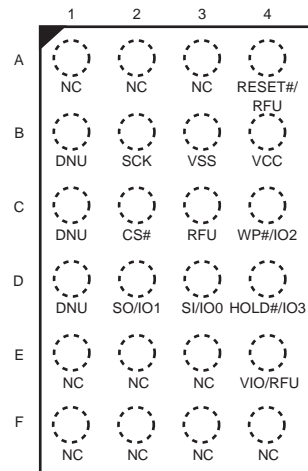 1 2 3 4
A
NC NC NC RESET#/
RFU
B
DNU SCK VSS VCC
C
DNU CS# RFU WP#/IO2
D
DNU SO/IO1 SI/IO0 HOLD#/IO3
E
NC NC NC VIO/RFU
F
NC NC NC NC